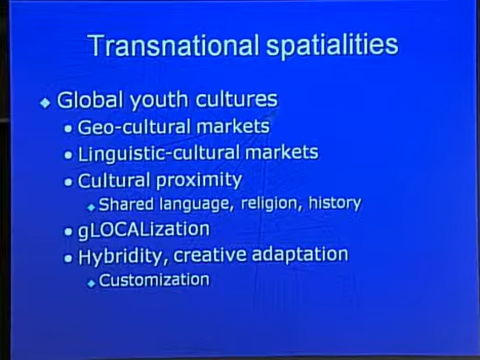 Transnational spatialities
Global youth cultures
Geo-cultural markets
Linguistic-cultural markets
Cultural proximity
Shared language, religion, history
gLOCALization
Hybridity, creative adaptation
Customization